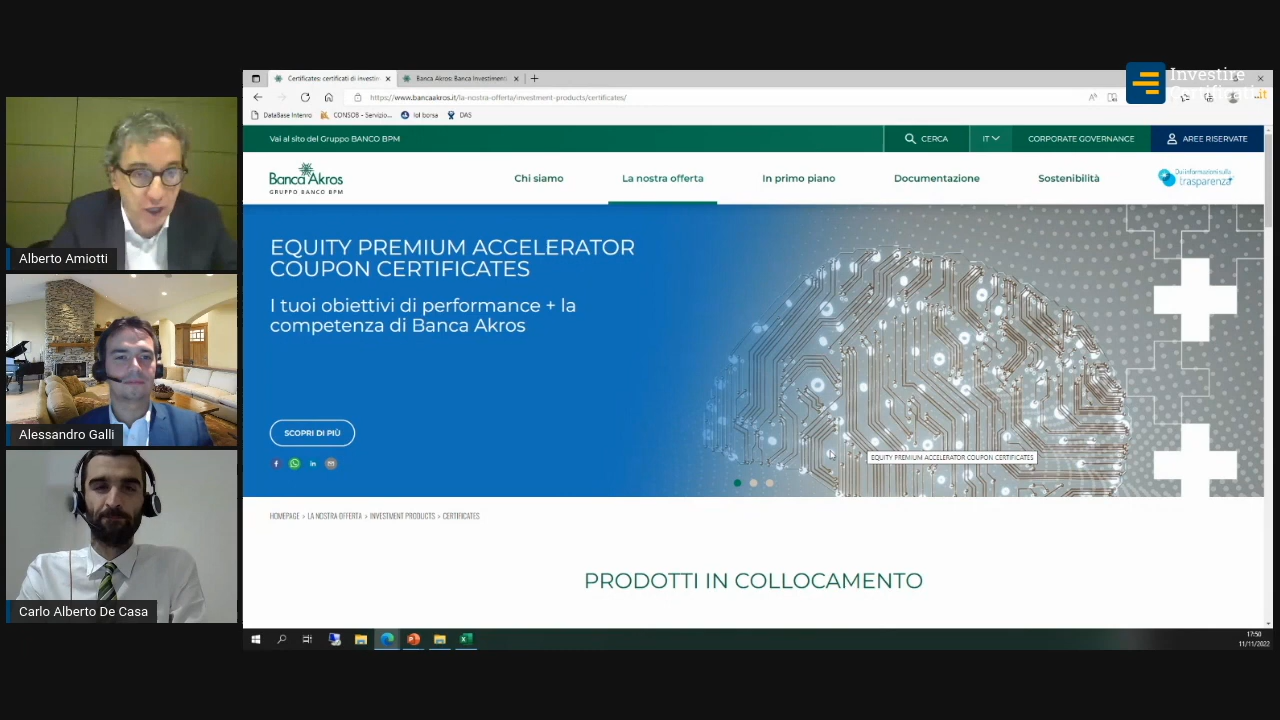 Certificates: certificati di investim
Banca Akros: Banca Investimenti
https://www.bancaakros.it/la-nostra-offerta/investment-products/certificates/
DataBase Interno
CONSOB - Servizio...
lol borsa
DAS
Investire
.it
Vai al sito del Gruppo BANCO BPM
CERCA
IT
CORPORATE GOVERNANCE
AREE RISERVATE
Banca Akros
GRUPPO BANCO BPM
Chi siamo
La nostra offerta
In primo piano
Documentazione
Sostenibilità
trasparenza
EQUITY PREMIUM ACCELERATOR
COUPON CERTIFICATES
I tuoi obiettivi di performance + la
competenza di Banca Akros
SCOPRI DI PIÙ
EQUITY PREMIUM ACCELERATOR COUPON CERTIFICATES
HOMEPAGE > LA NOSTRA OFFERTA > INVESTMENT PRODUCTS > CERTIFICATES
PRODOTTI IN COLLOCAMENTO
17:50
11/11/2022
Alberto Amiotti
Alessandro Galli
Carlo Alberto De Casa